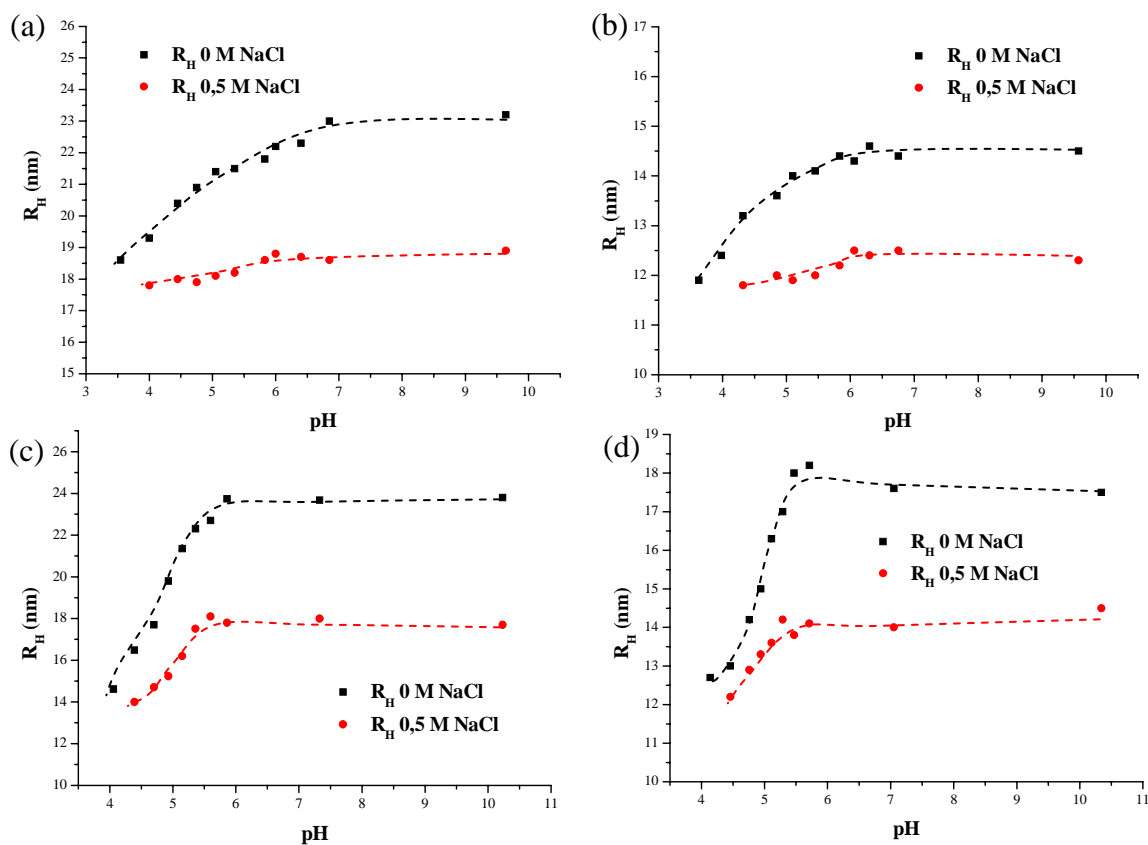 (a)
R_H 0 M NaCl
R_H 0,5 M NaCl
R_H (nm)
26
25
24
23
22
21
20
19
18
17
16
15
3 4 5 6 7 8 9 10
pH
(b)
R_H 0 M NaCl
R_H 0,5 M NaCl
R_H (nm)
17
16
15
14
13
12
11
10
3 4 5 6 7 8 9 10
pH
(c)
R_H 0 M NaCl
R_H 0,5 M NaCl
R_H (nm)
26
24
22
20
18
16
14
12
10
4 5 6 7 8 9 10 11
pH
(d)
R_H 0 M NaCl
R_H 0,5 M NaCl
R_H (nm)
19
18
17
16
15
14
13
12
11
10
4 5 6 7 8 9 10 11
pH